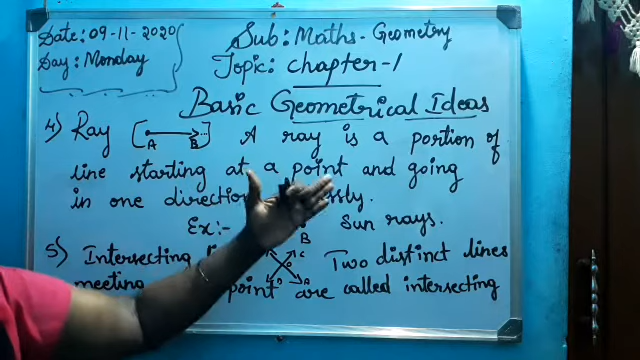 Date: 09-11-2020
Day: Monday
Sub: Maths - Geometry
Topic: chapter-1
Basic Geometrical Ideas
4) Ray A B A ray is a portion of
line starting at a point and going
in one direction
Ex:- B Sun rays.
5) Intersecting C Two distinct lines
meeting point are called intersecting